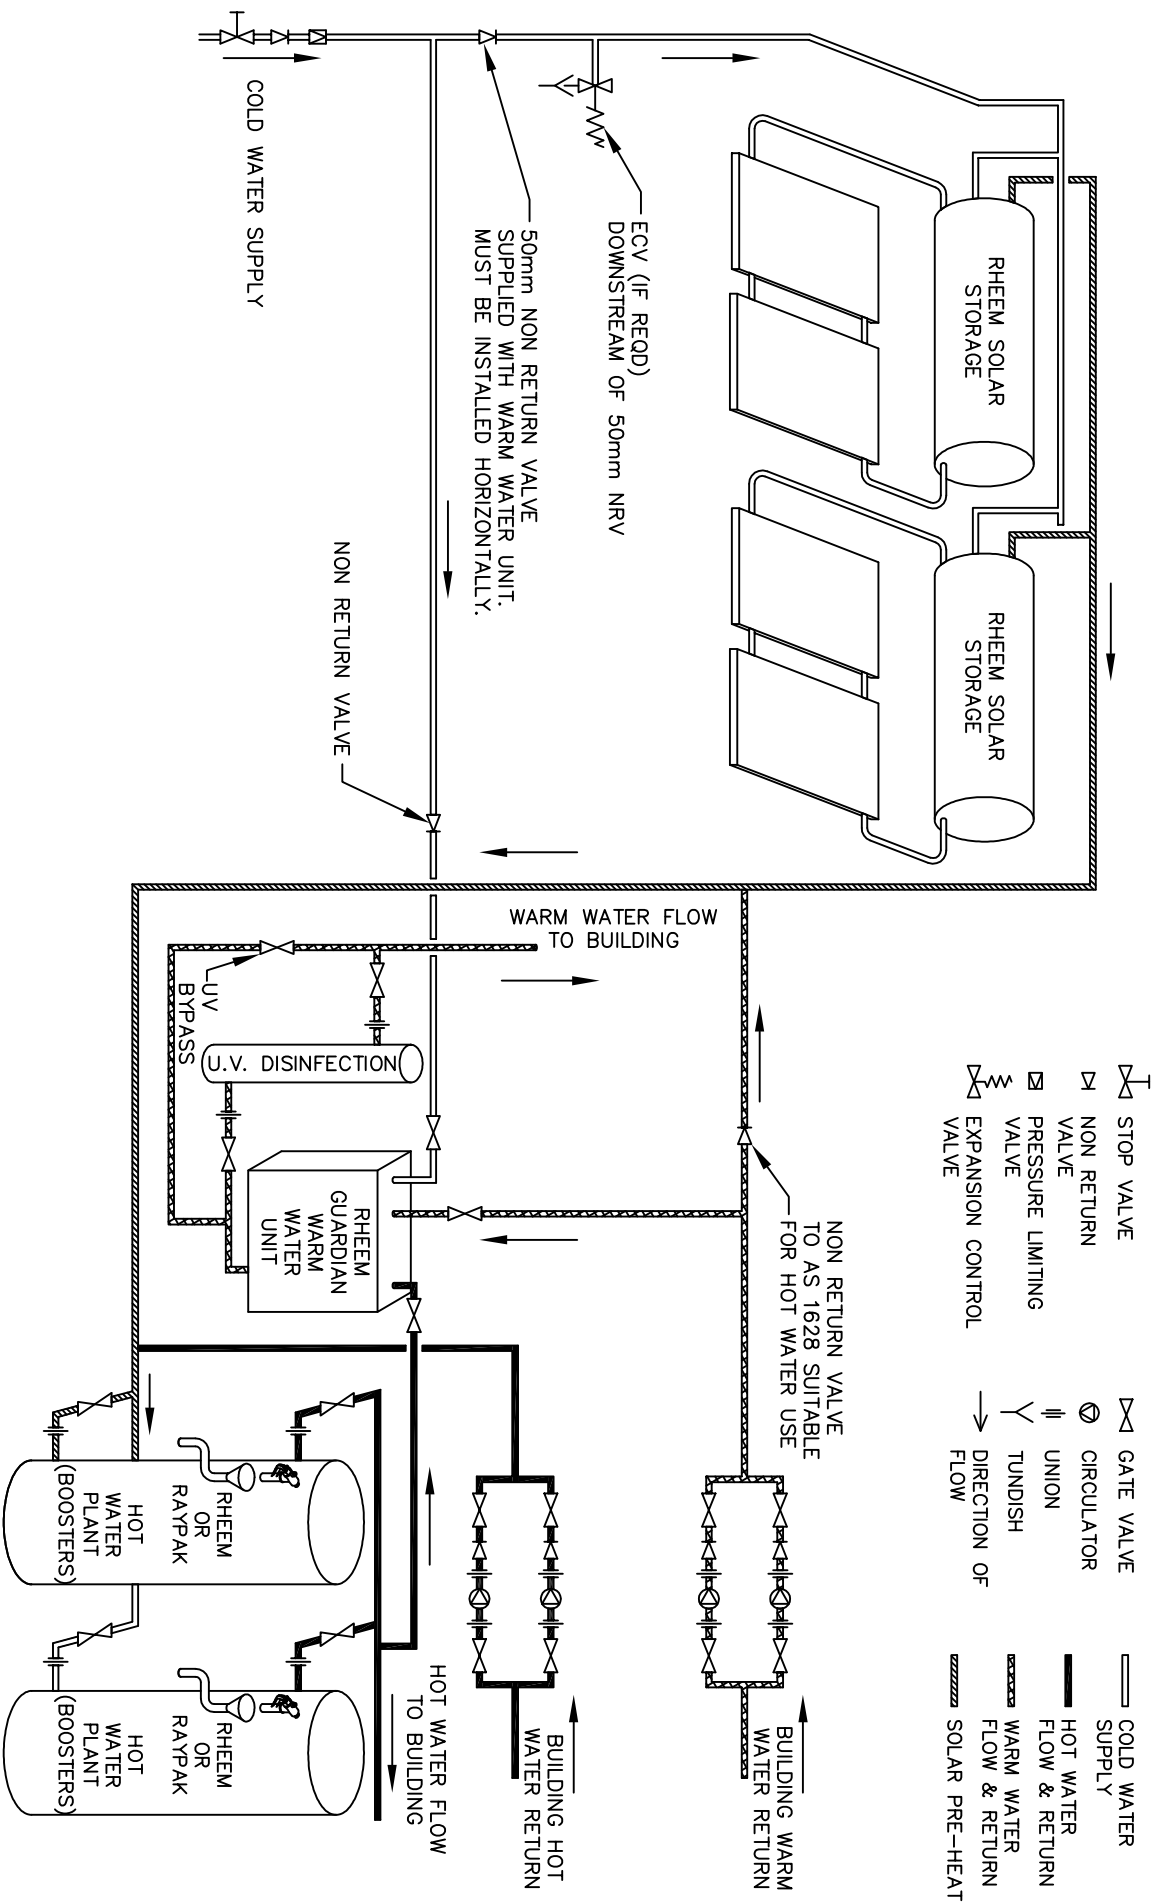 COLD WATER SUPPLY
50mm NON RETURN VALVE
SUPPLIED WITH WARM WATER UNIT.
MUST BE INSTALLED HORIZONTALLY.
ECV (IF REQD)
DOWNSTREAM OF 50mm NRV
RHEEM SOLAR
STORAGE
RHEEM SOLAR
STORAGE
NON RETURN VALVE
WARM WATER FLOW
TO BUILDING
UV
BYPASS
U.V. DISINFECTION
RHEEM
GUARDIAN
WARM
WATER
UNIT
NON RETURN VALVE
TO AS 1628 SUITABLE
FOR HOT WATER USE
STOP VALVE
NON RETURN
VALVE
PRESSURE LIMITING
VALVE
EXPANSION CONTROL
VALVE
GATE VALVE
CIRCULATOR
UNION
TUNDISH
DIRECTION OF
FLOW
COLD WATER
SUPPLY
HOT WATER
FLOW & RETURN
WARM WATER
FLOW & RETURN
SOLAR PRE-HEAT
BUILDING WARM
WATER RETURN
BUILDING HOT
WATER RETURN
HOT WATER FLOW
TO BUILDING
RHEEM
OR
RAYPAK
HOT
WATER
PLANT
(BOOSTERS)
RHEEM
OR
RAYPAK
HOT
WATER
PLANT
(BOOSTERS)